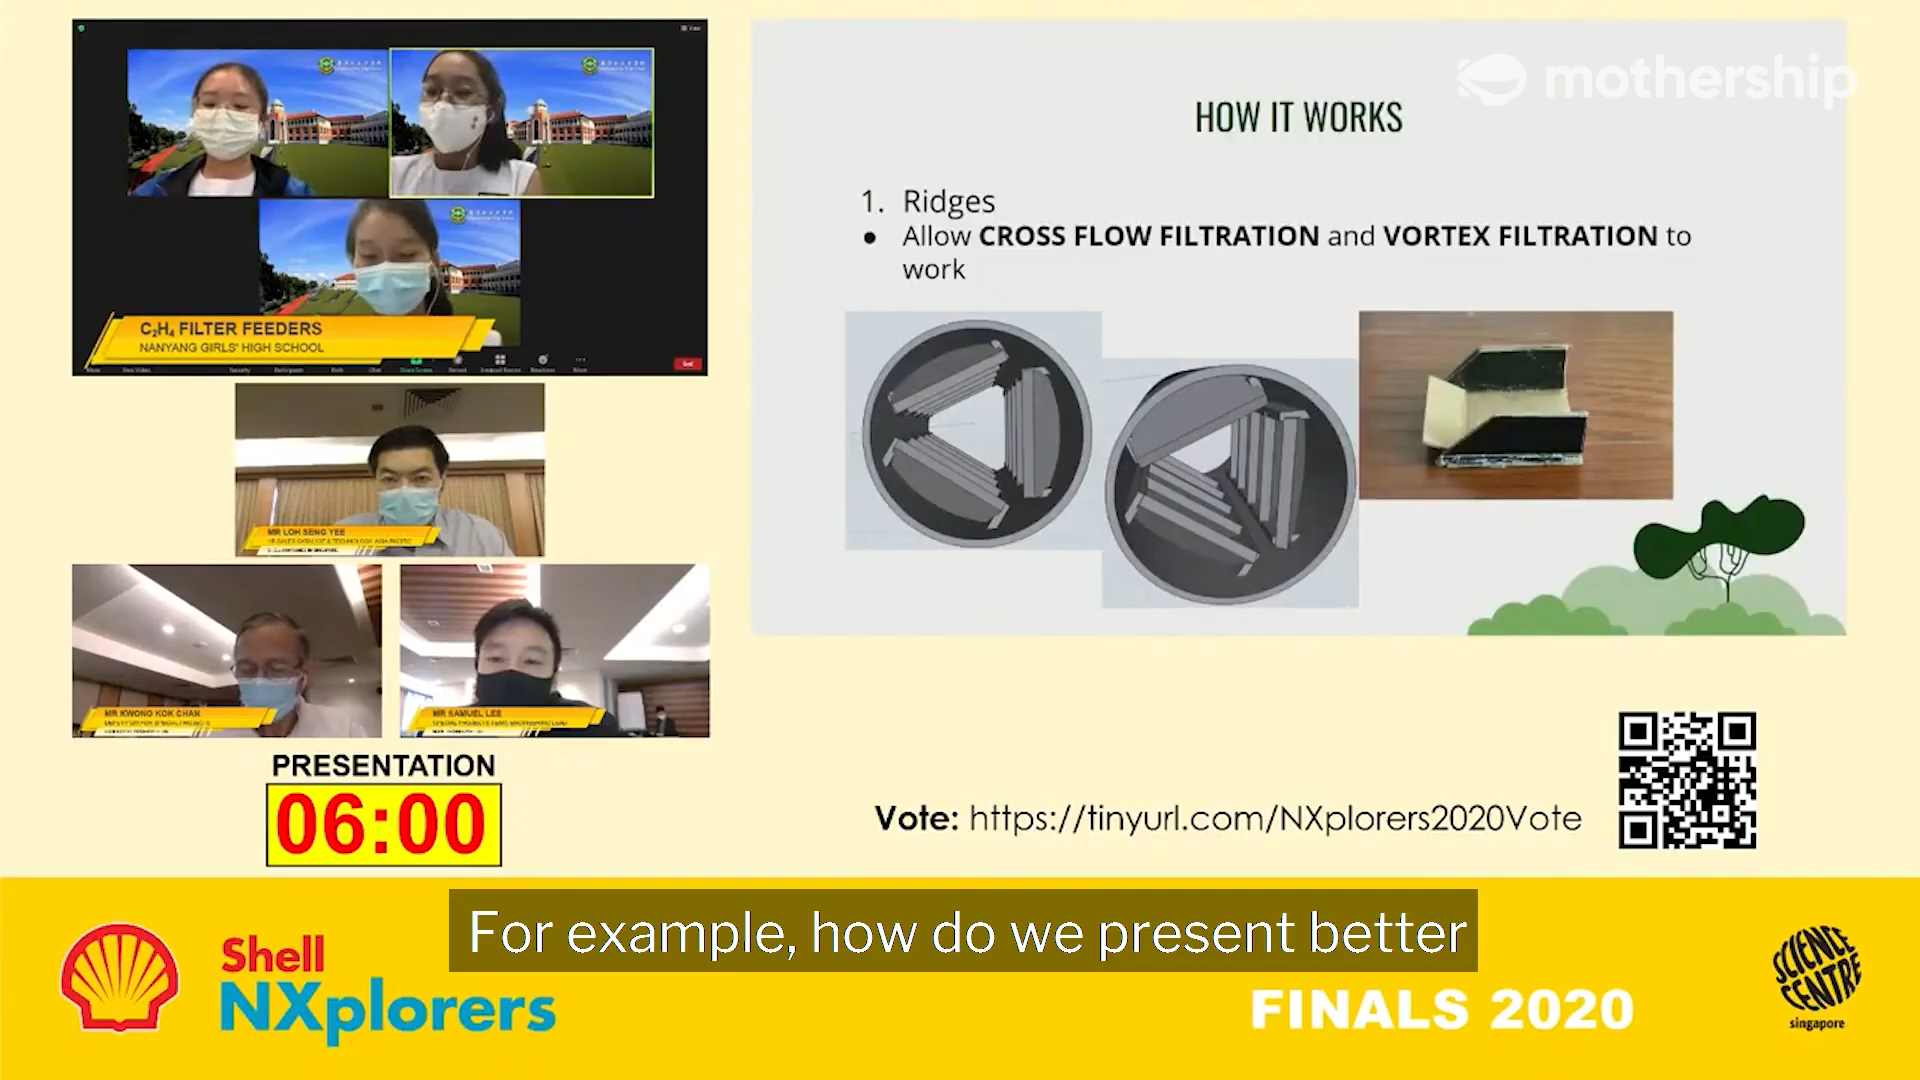 mothership
View
C₂H₄ FILTER FEEDERS
NANYANG GIRLS' HIGH SCHOOL
End
HOW IT WORKS
1. Ridges
● Allow CROSS FLOW FILTRATION and VORTEX FILTRATION to
work
MR LOH SENG YEE
MR KWONG KOK CHAN
MR SAMUEL LEE
PRESENTATION
06:00
Vote: https://tinyurl.com/NXplorers2020Vote
For example, how do we present better
Shell
NXplorers
FINALS 2020
SCIENCE
CENTRE
singapore